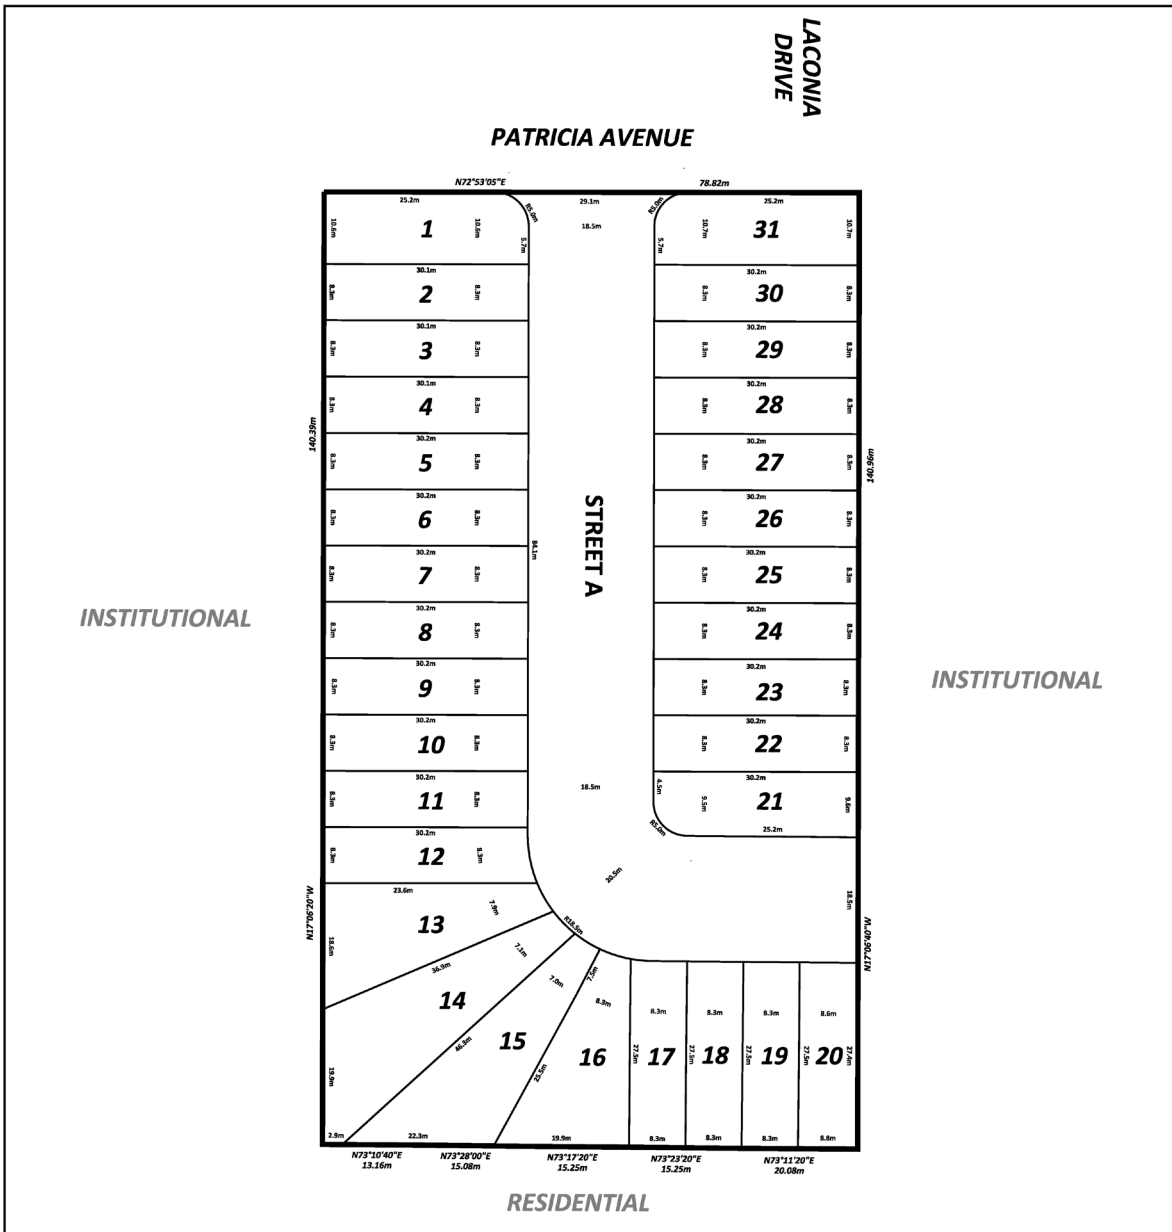 LACONIA
DRIVE
PATRICIA AVENUE
N72°53'05"E
78.82m
25.2m
29.1m
25.2m
10.6m
1
10.6m
R5.0m
5.7m
18.5m
R5.0m
5.7m
10.7m
31
10.7m
30.1m
8.3m
2
8.3m
30.2m
8.3m
30
8.3m
30.1m
8.3m
3
8.3m
30.2m
8.3m
29
8.3m
30.1m
8.3m
4
8.3m
30.2m
8.3m
28
8.3m
140.39m
30.2m
8.3m
5
8.3m
30.2m
8.3m
27
8.3m
140.96m
30.2m
8.3m
6
8.3m
STREET A
30.2m
8.3m
26
8.3m
30.2m
8.3m
7
8.3m
84.1m
30.2m
8.3m
25
8.3m
INSTITUTIONAL
30.2m
8.3m
8
8.3m
30.2m
8.3m
24
8.3m
30.2m
8.3m
9
8.3m
30.2m
8.3m
23
8.3m
INSTITUTIONAL
30.2m
8.3m
10
8.3m
30.2m
8.3m
22
8.3m
30.2m
8.3m
11
8.3m
18.5m
30.2m
4.5m
9.5m
21
9.6m
R5.0m
25.2m
30.2m
8.3m
12
8.3m
20.5m
18.5m
N17°06'20"W
23.6m
7.9m
13
18.6m
R18.5m
N17°06'40"W
36.9m
7.1m
14
19.9m
46.3m
7.0m
15
7.5m
25.5m
8.3m
16
8.3m
27.5m
17
8.3m
27.5m
18
8.3m
27.5m
19
8.6m
27.5m
20
27.4m
2.9m
22.3m
19.9m
8.3m
8.3m
8.3m
8.8m
N73°10'40"E
13.16m
N73°28'00"E
15.08m
N73°17'20"E
15.25m
N73°23'20"E
15.25m
N73°11'20"E
20.08m
RESIDENTIAL